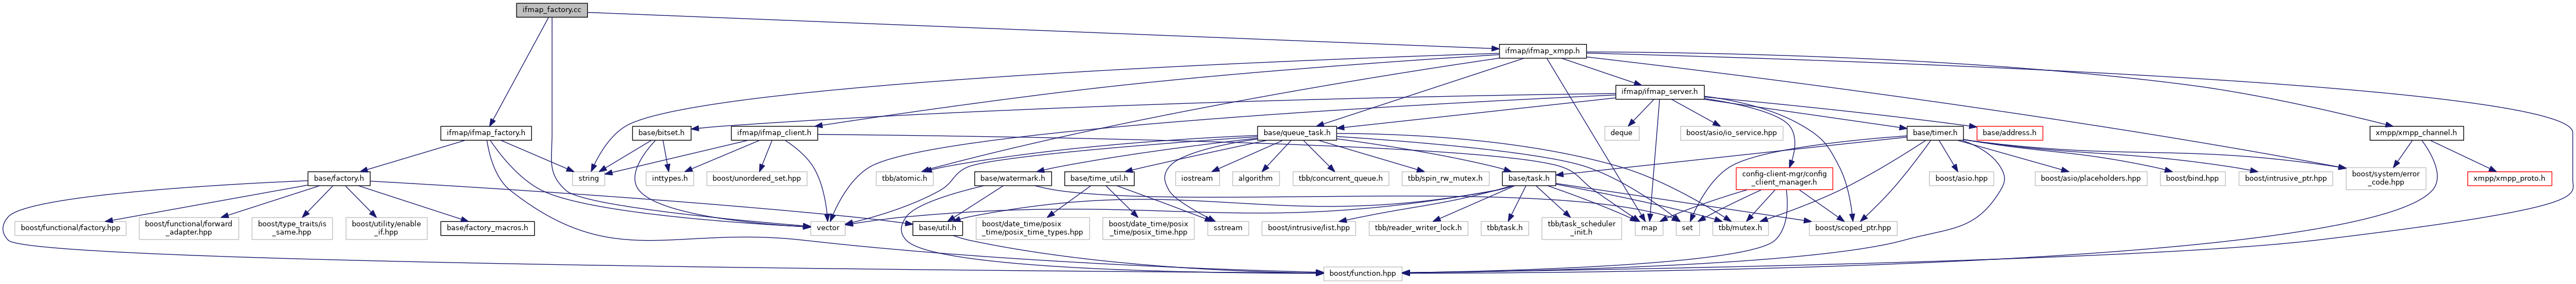 ifmap_factory.cc
ifmap/ifmap_xmpp.h
ifmap/ifmap_server.h
ifmap/ifmap_factory.h
base/bitset.h
ifmap/ifmap_client.h
base/queue_task.h
deque
boost/asio/io_service.hpp
base/timer.h
base/address.h
xmpp/xmpp_channel.h
base/factory.h
string
inttypes.h
boost/unordered_set.hpp
tbb/atomic.h
base/watermark.h
base/time_util.h
iostream
algorithm
tbb/concurrent_queue.h
tbb/spin_rw_mutex.h
base/task.h
config-client-mgr/config
_client_manager.h
boost/asio.hpp
boost/asio/placeholders.hpp
boost/bind.hpp
boost/intrusive_ptr.hpp
boost/system/error
_code.hpp
xmpp/xmpp_proto.h
boost/functional/factory.hpp
boost/functional/forward
_adapter.hpp
boost/type_traits/is
_same.hpp
boost/utility/enable
_if.hpp
base/factory_macros.h
vector
base/util.h
boost/date_time/posix
_time/posix_time_types.hpp
boost/date_time/posix
_time/posix_time.hpp
sstream
boost/intrusive/list.hpp
tbb/reader_writer_lock.h
tbb/task.h
tbb/task_scheduler
_init.h
map
set
tbb/mutex.h
boost/scoped_ptr.hpp
boost/function.hpp